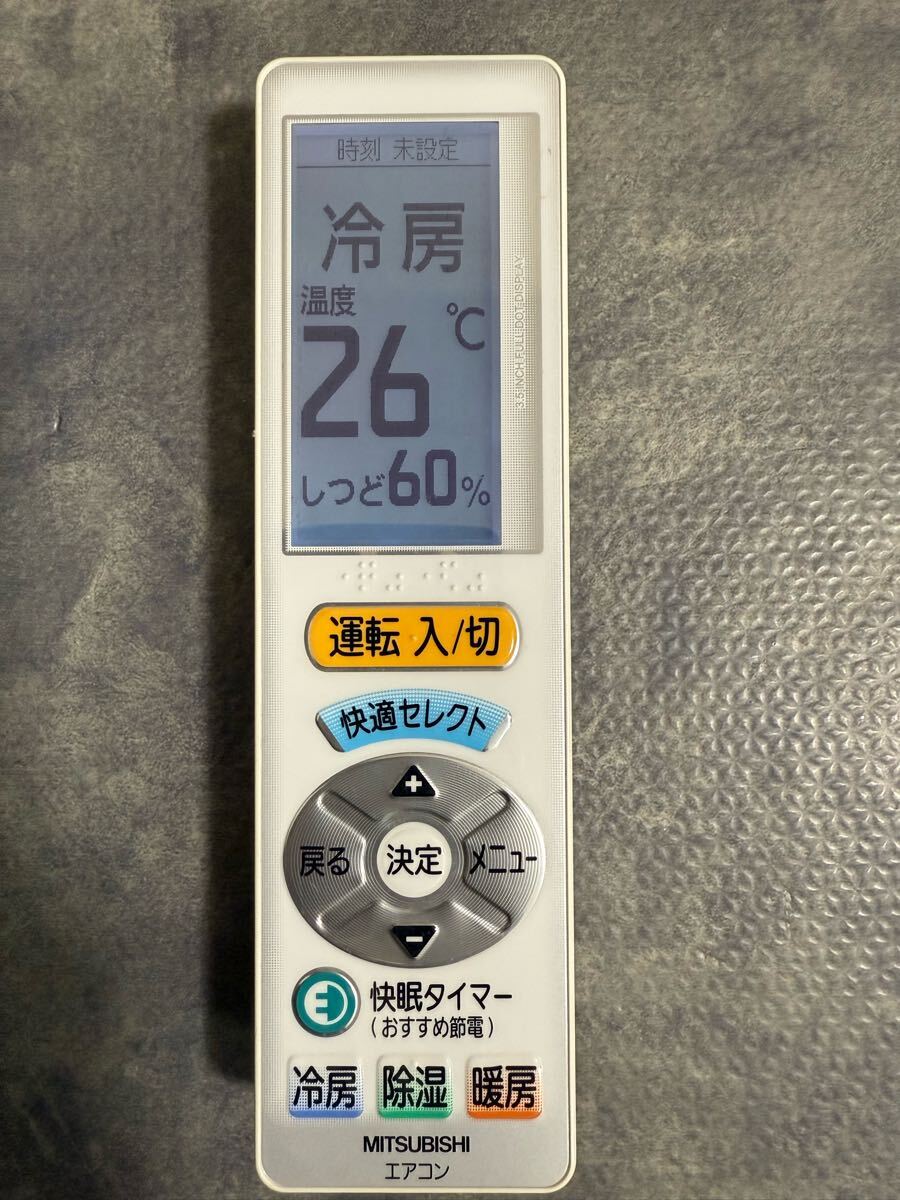 時刻 未設定
冷房
温度
26℃
しつど60%
3.5-INCH.FULL-DOT-DISPLAY
運転 入/切
快適セレクト
+
戻る 決定 メニュー
-
快眠タイマー
(おすすめ節電)
冷房 除湿 暖房
MITSUBISHI
エアコン